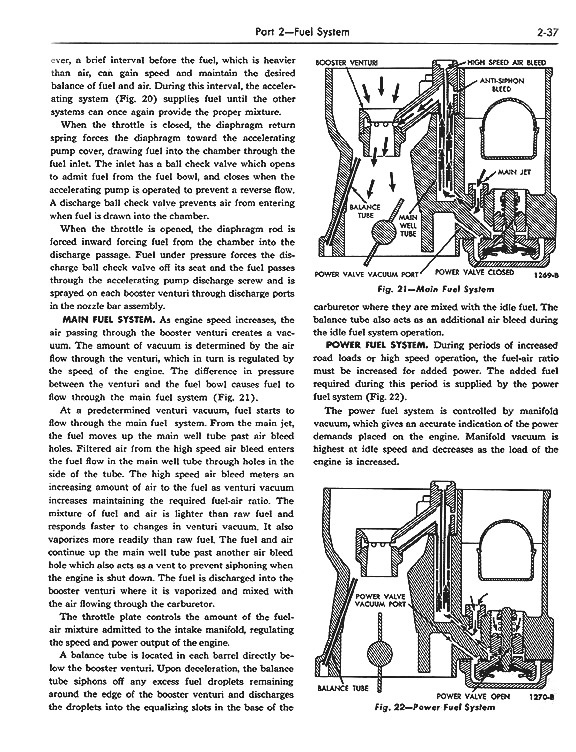 Part 2—Fuel System
2-37
ever, a brief interval before the fuel, which is heavier
than air, can gain speed and maintain the desired
balance of fuel and air. During this interval, the acceler-
ating system (Fig. 20) supplies fuel until the other
systems can once again provide the proper mixture.
When the throttle is closed, the diaphragm return
spring forces the diaphragm toward the accelerating
pump cover, drawing fuel into the chamber through the
fuel inlet. The inlet has a ball check valve which opens
to admit fuel from the fuel bowl, and closes when the
accelerating pump is operated to prevent a reverse flow.
A discharge ball check valve prevents air from entering
when fuel is drawn into the chamber.
When the throttle is opened, the diaphragm rod is
forced inward forcing fuel from the chamber into the
discharge passage. Fuel under pressure forces the dis-
charge ball check valve off its seat and the fuel passes
through the accelerating pump discharge screw and is
sprayed on each booster venturi through discharge ports
in the nozzle bar assembly.
MAIN FUEL SYSTEM. As engine speed increases, the
air passing through the booster venturi creates a vac-
uum. The amount of vacuum is determined by the air
flow through the venturi, which in turn is regulated by
the speed of the engine. The difference in pressure
between the venturi and the fuel bowl causes fuel to
flow through the main fuel system (Fig. 21).
At a predetermined venturi vacuum, fuel starts to
flow through the main fuel system. From the main jet,
the fuel moves up the main well tube past air bleed
holes. Filtered air from the high speed air bleed enters
the fuel flow in the main well tube through holes in the
side of the tube. The high speed air bleed meters an
increasing amount of air to the fuel as venturi vacuum
increases maintaining the required fuel-air ratio. The
mixture of fuel and air is lighter than raw fuel and
responds faster to changes in venturi vacuum. It also
vaporizes more readily than raw fuel. The fuel and air
continue up the main well tube past another air bleed
hole which also acts as a vent to prevent siphoning when
the engine is shut down. The fuel is discharged into the
booster venturi where it is vaporized and mixed with
the air flowing through the carburetor.
The throttle plate controls the amount of the fuel-
air mixture admitted to the intake manifold, regulating
the speed and power output of the engine.
A balance tube is located in each barrel directly be-
low the booster venturi. Upon deceleration, the balance
tube siphons off any excess fuel droplets remaining
around the edge of the booster venturi and discharges
the droplets into the equalizing slots in the base of the
BOOSTER VENTURI
HIGH SPEED AIR BLEED
ANTI-SIPHON
BLEED
MAIN JET
BALANCE
TUBE
MAIN
WELL
TUBE
POWER VALVE VACUUM PORT
POWER VALVE CLOSED
1269-B
Fig. 21—Main Fuel System
carburetor where they are mixed with the idle fuel. The
balance tube also acts as an additional air bleed during
the idle fuel system operation.
POWER FUEL SYSTEM. During periods of increased
road loads or high speed operation, the fuel-air ratio
must be increased for added power. The added fuel
required during this period is supplied by the power
fuel system (Fig. 22).
The power fuel system is controlled by manifold
vacuum, which gives an accurate indication of the power
demands placed on the engine. Manifold vacuum is
highest at idle speed and decreases as the load of the
engine is increased.
POWER VALVE
VACUUM PORT
BALANCE TUBE
POWER VALVE OPEN
1270-B
Fig. 22—Power Fuel System